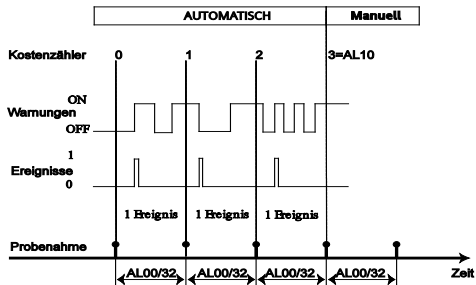 AUTOMATISCH Manuell
Kostenzähler 0 1 2 3=AL10
ON
Warnungen
OFF
1
Ereignisse
0
1 Ereignis 1 Ereignis 1 Ereignis
Probenahme
AL00/32 AL00/32 AL00/32 AL00/32 Zeit